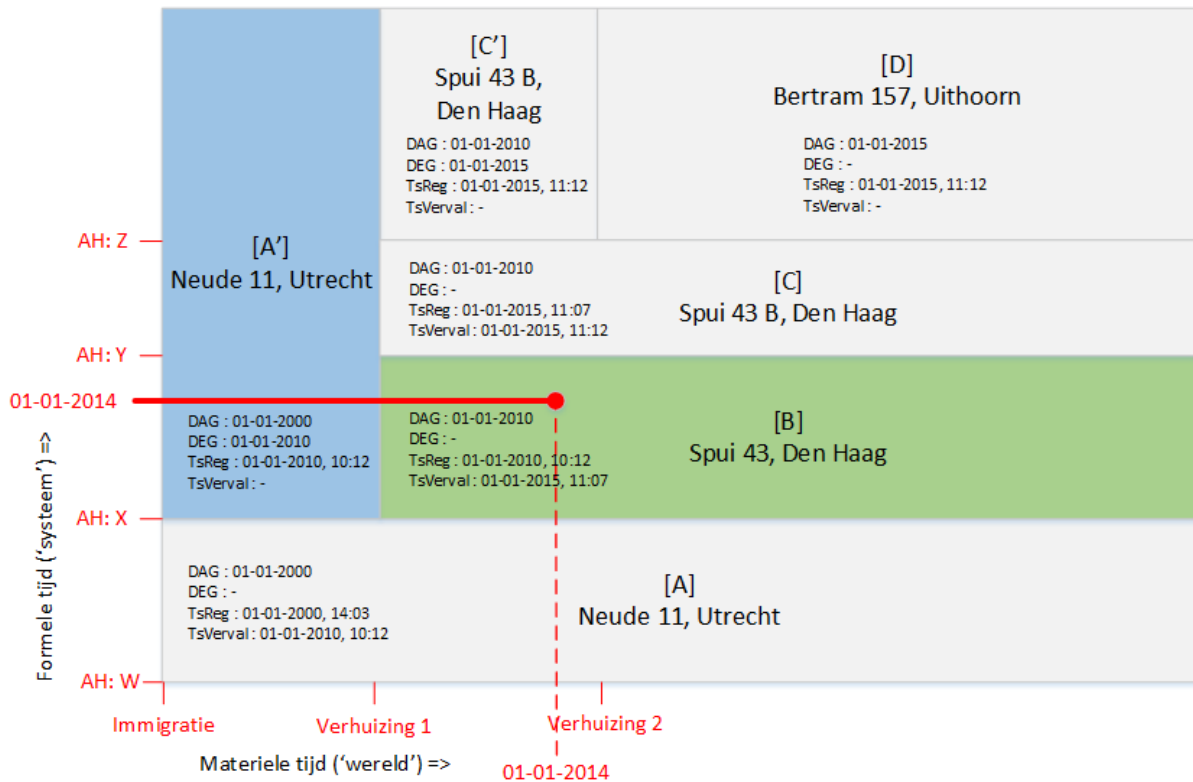 [C’]
Spui 43 B,
Den Haag
DAG : 01-01-2010
DEG : 01-01-2015
TsReg : 01-01-2015, 11:12
TsVerval : -
[D]
Bertram 157, Uithoorn
DAG : 01-01-2015
DEG : -
TsReg : 01-01-2015, 11:12
TsVerval : -
AH: Z
[A’]
Neude 11, Utrecht
DAG : 01-01-2010
DEG : -
TsReg : 01-01-2015, 11:07
TsVerval : 01-01-2015, 11:12
[C]
Spui 43 B, Den Haag
AH: Y
01-01-2014
DAG : 01-01-2000
DEG : 01-01-2010
TsReg : 01-01-2010, 10:12
TsVerval : -
DAG : 01-01-2010
DEG : -
TsReg : 01-01-2010, 10:12
TsVerval : 01-01-2015, 11:07
[B]
Spui 43, Den Haag
AH: X
Formele tijd (‘systeem’) =>
DAG : 01-01-2000
DEG : -
TsReg : 01-01-2000, 14:03
TsVerval : 01-01-2010, 10:12
[A]
Neude 11, Utrecht
AH: W
Immigratie
Verhuizing 1
Verhuizing 2
Materiele tijd (‘wereld’) =>
01-01-2014